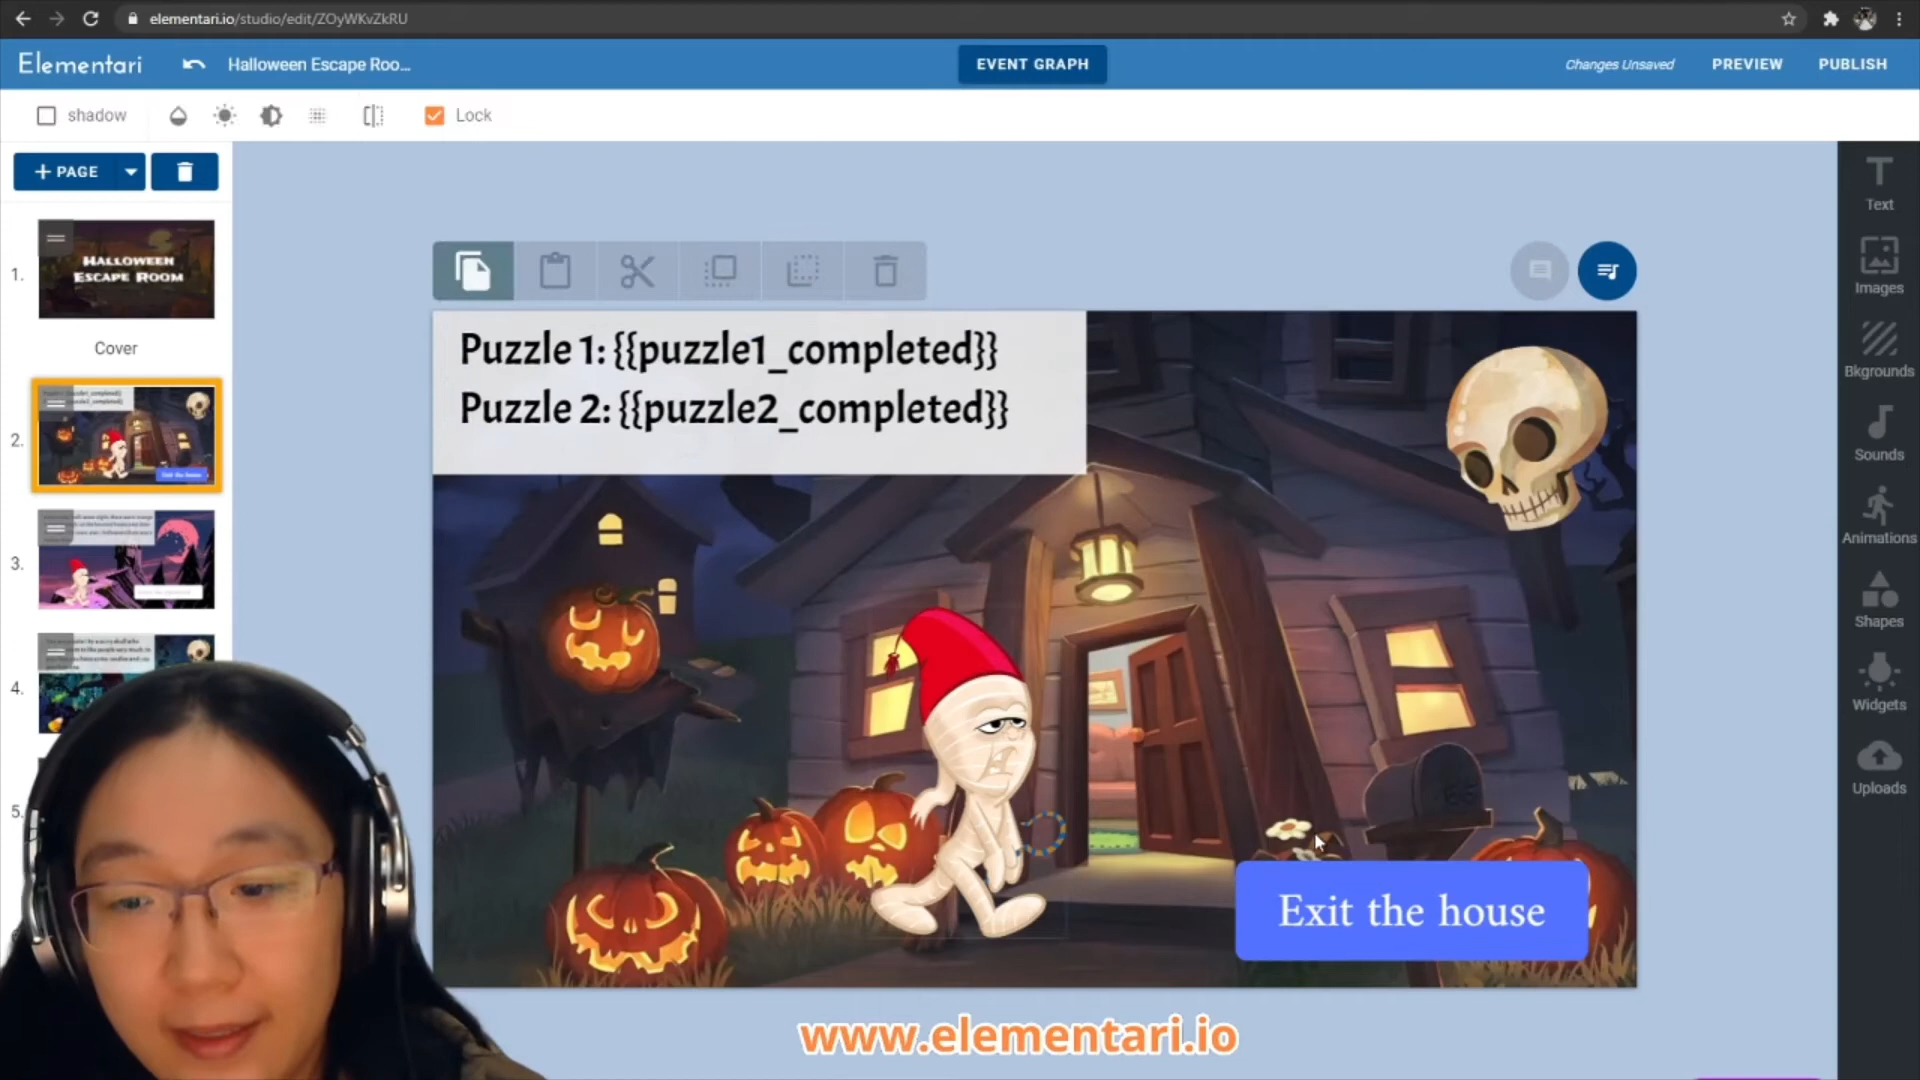 elementari.io/studio/edit/ZOyWKvZkRU
Elementari
Halloween Escape Roo...
EVENT GRAPH
Changes Unsaved
PREVIEW
PUBLISH
shadow
Lock
PAGE
1.
HALLOWEEN
ESCAPE ROOM
Cover
2.
3.
4.
5.
Puzzle 1: {{puzzle1_completed}}
Puzzle 2: {{puzzle2_completed}}
Exit the house
Text
Images
Bkgrounds
Sounds
Animations
Shapes
Widgets
Uploads
www.elementari.io